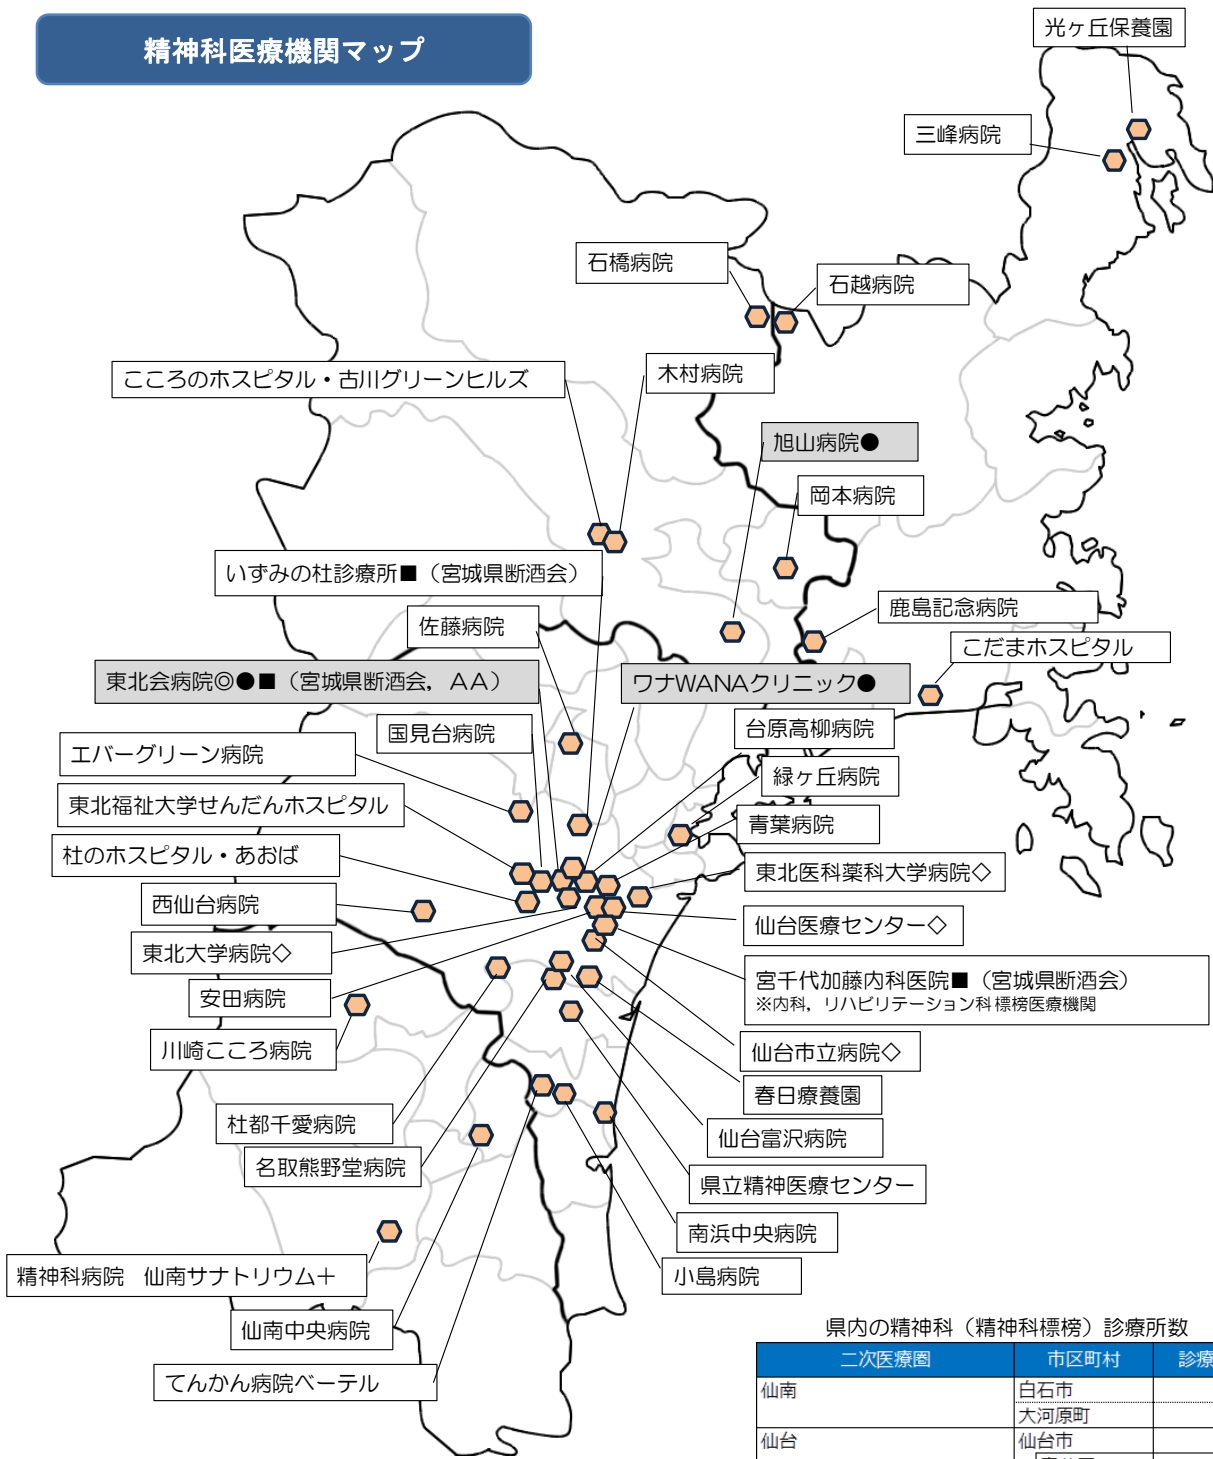 精神科医療機関マップ
光ヶ丘保養園
三峰病院
石橋病院
石越病院
こころのホスピタル・古川グリーンヒルズ
木村病院
旭山病院●
岡本病院
いずみの杜診療所■（宮城県断酒会）
鹿島記念病院
佐藤病院
こだまホスピタル
東北会病院◎●■（宮城県断酒会，ＡＡ）
ワナWANAクリニック●
国見台病院
台原高柳病院
エバーグリーン病院
緑ヶ丘病院
東北福祉大学せんだんホスピタル
青葉病院
杜のホスピタル・あおば
東北医科薬科大学病院◇
西仙台病院
仙台医療センター◇
東北大学病院◇
宮千代加藤内科医院■（宮城県断酒会）
※内科，リハビリテーション科 標榜医療機関
安田病院
川崎こころ病院
仙台市立病院◇
春日療養園
杜都千愛病院
仙台富沢病院
名取熊野堂病院
県立精神医療センター
南浜中央病院
精神科病院　仙南サナトリウム＋
小島病院
仙南中央病院
てんかん病院ベーテル
県内の精神科（精神科標榜）診療所数
二次医療圏 市区町村 診療
仙南 白石市
大河原町
仙台 仙台市